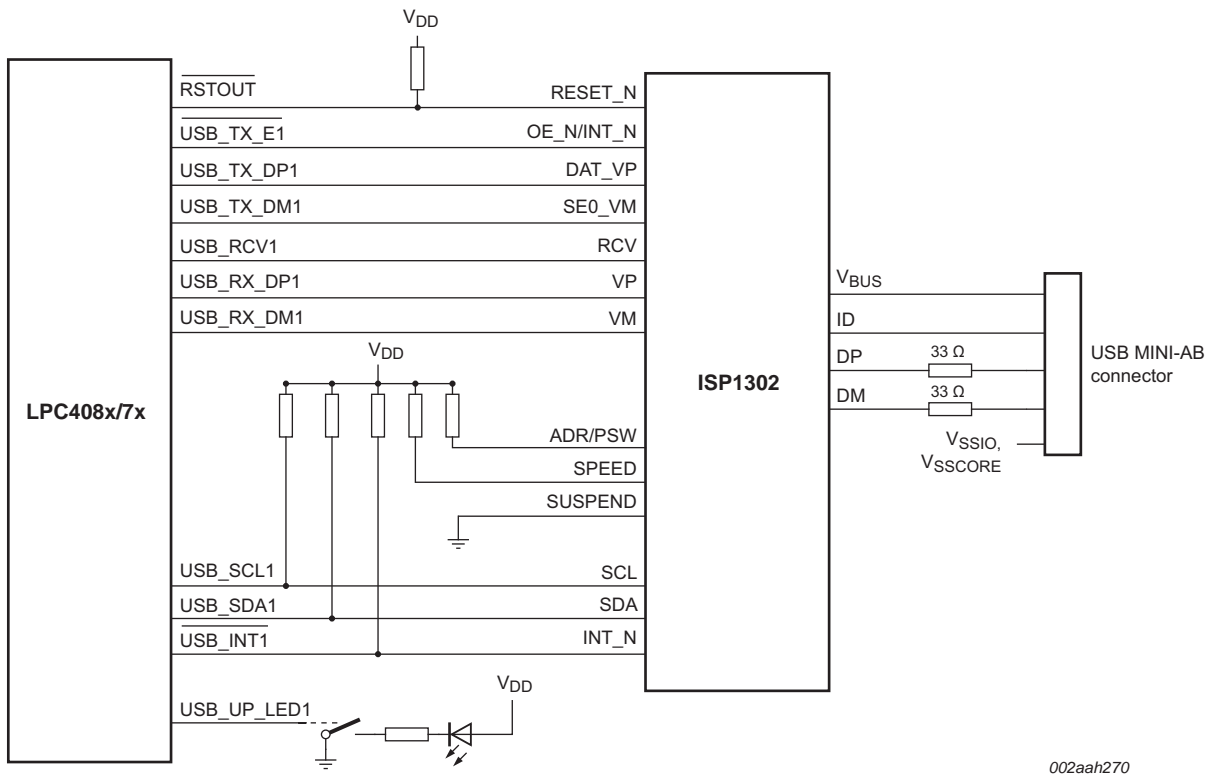 VDD
RSTOUT RESET_N
USB_TX_E1 OE_N/INT_N
USB_TX_DP1 DAT_VP
USB_TX_DM1 SE0_VM
USB_RCV1 RCV
USB_RX_DP1 VP
USB_RX_DM1 VM
VDD
LPC408x/7x
ISP1302
VBUS
ID
DP 33 Ω
DM 33 Ω
VSSIO,
VSSCORE
USB MINI-AB
connector
ADR/PSW
SPEED
SUSPEND
USB_SCL1 SCL
USB_SDA1 SDA
USB_INT1 INT_N
VDD
USB_UP_LED1
002aah270